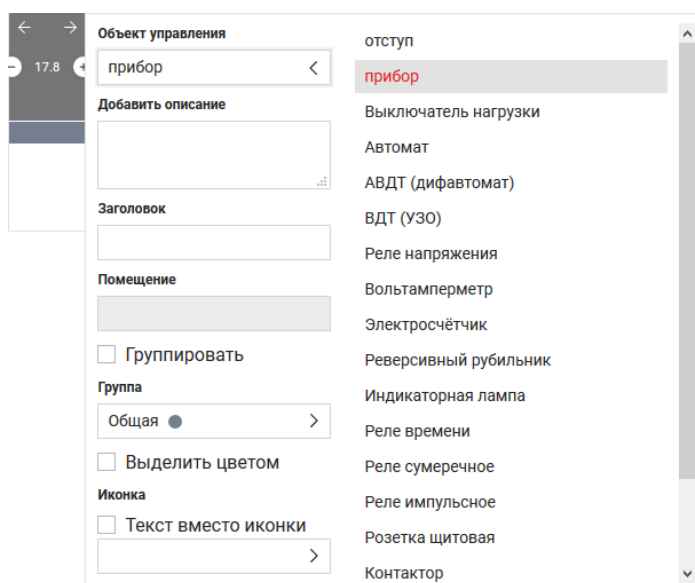 17.8
Объект управления
прибор
Добавить описание
Заголовок
Помещение
Группировать
Группа
Общая
Выделить цветом
Иконка
Текст вместо иконки
отступ
прибор
Выключатель нагрузки
Автомат
АВДТ (дифавтомат)
ВДТ (УЗО)
Реле напряжения
Вольтамперметр
Электросчётчик
Реверсивный рубильник
Индикаторная лампа
Реле времени
Реле сумеречное
Реле импульсное
Розетка щитовая
Контактор